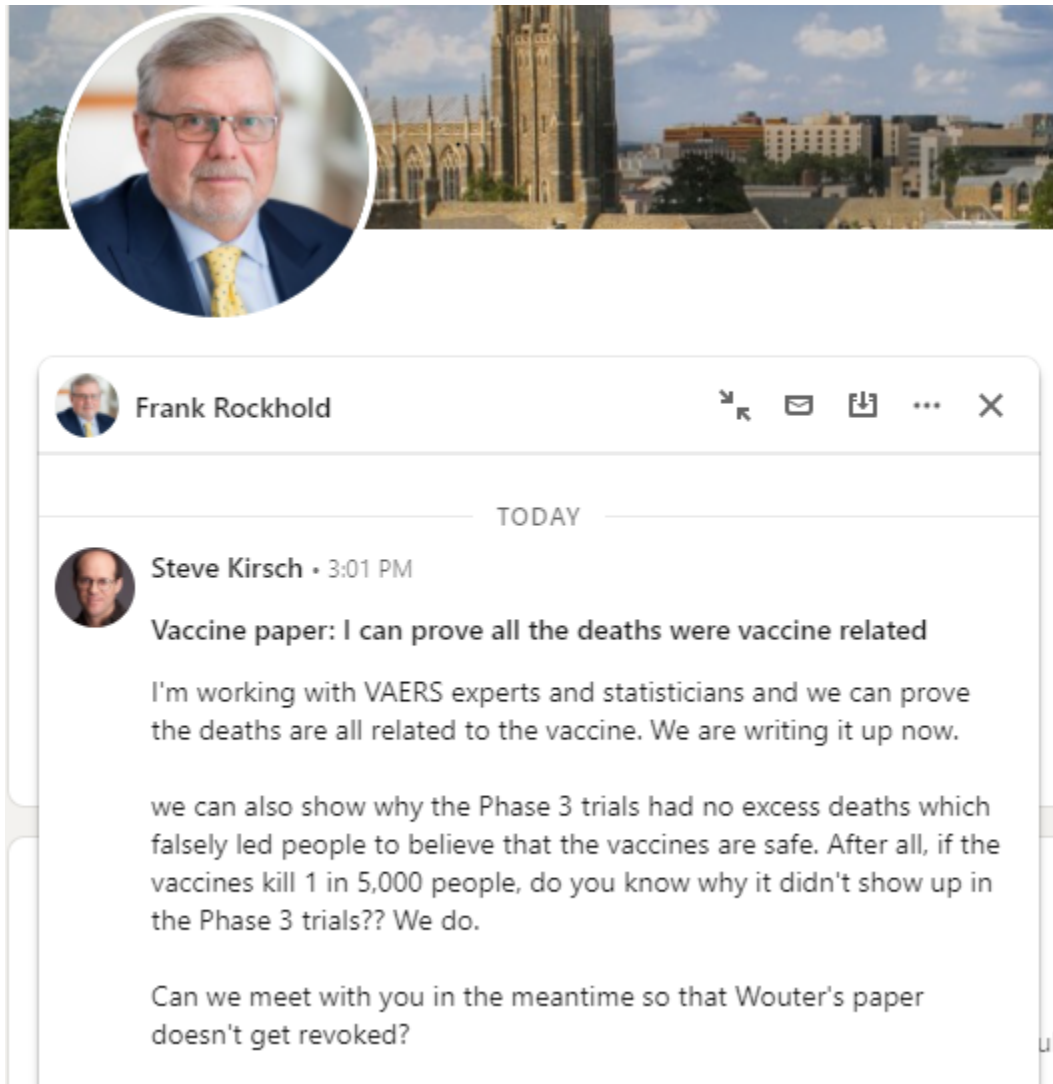 Frank Rockhold
TODAY
Steve Kirsch • 3:01 PM
Vaccine paper: I can prove all the deaths were vaccine related
I'm working with VAERS experts and statisticians and we can prove
the deaths are all related to the vaccine. We are writing it up now.
we can also show why the Phase 3 trials had no excess deaths which
falsely led people to believe that the vaccines are safe. After all, if the
vaccines kill 1 in 5,000 people, do you know why it didn't show up in
the Phase 3 trials?? We do.
Can we meet with you in the meantime so that Wouter's paper
doesn't get revoked?